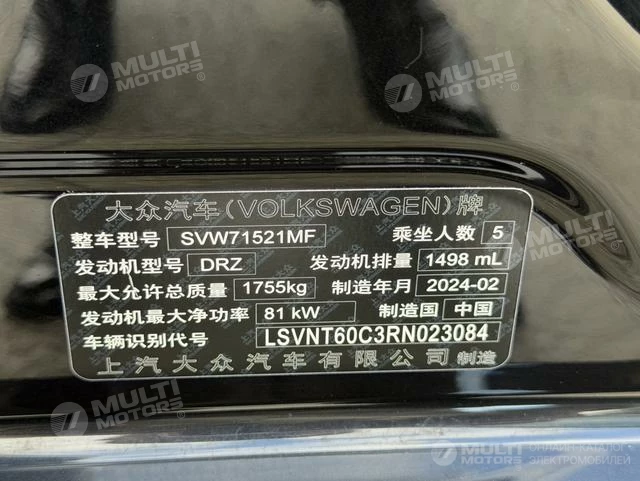 MULTI MOTORS®
MULTI MOTORS®
大众汽车(VOLKSWAGEN)牌
整车型号 SVW71521MF 乘坐人数 5
发动机型号 DRZ 发动机排量 1498 mL
最大允许总质量 1755kg 制造年月 2024-02
发动机最大净功率 81 kW 制造国 中国
车辆识别代号 LSVNT60C3RN023084
上汽大众汽车有限公司 制造
MULTI MOTORS®
MULTI MOTORS
ОНЛАЙН-КАТАЛОГ
ЭЛЕКТРОМОБИЛЕЙ